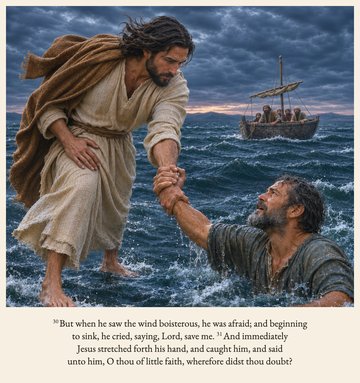 30 But when he saw the wind boisterous, he was afraid; and beginning
to sink, he cried, saying, Lord, save me. 31 And immediately
Jesus stretched forth his hand, and caught him, and said
unto him, O thou of little faith, wherefore didst thou doubt?